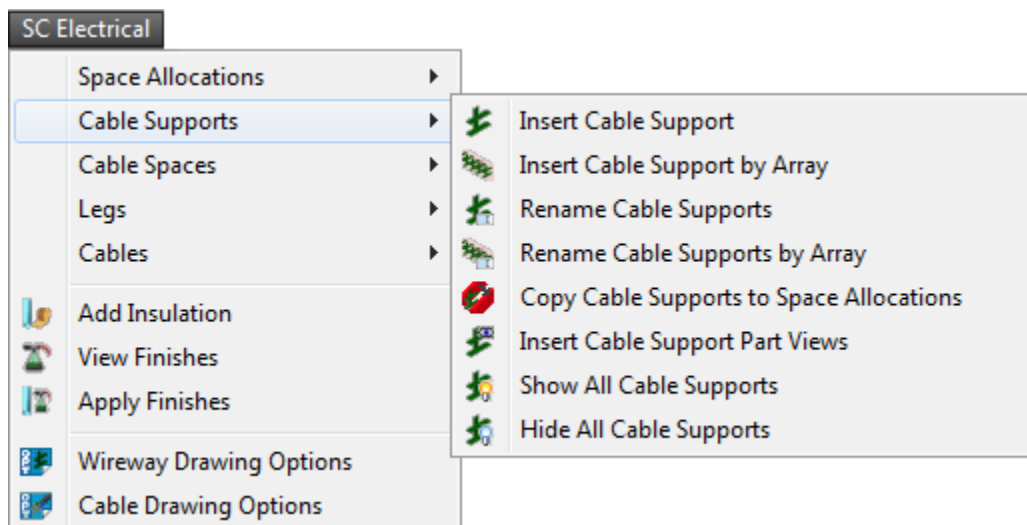 SC Electrical
Space Allocations
Cable Supports
Cable Spaces
Legs
Cables
Add Insulation
View Finishes
Apply Finishes
Wireway Drawing Options
Cable Drawing Options
Insert Cable Support
Insert Cable Support by Array
Rename Cable Supports
Rename Cable Supports by Array
Copy Cable Supports to Space Allocations
Insert Cable Support Part Views
Show All Cable Supports
Hide All Cable Supports